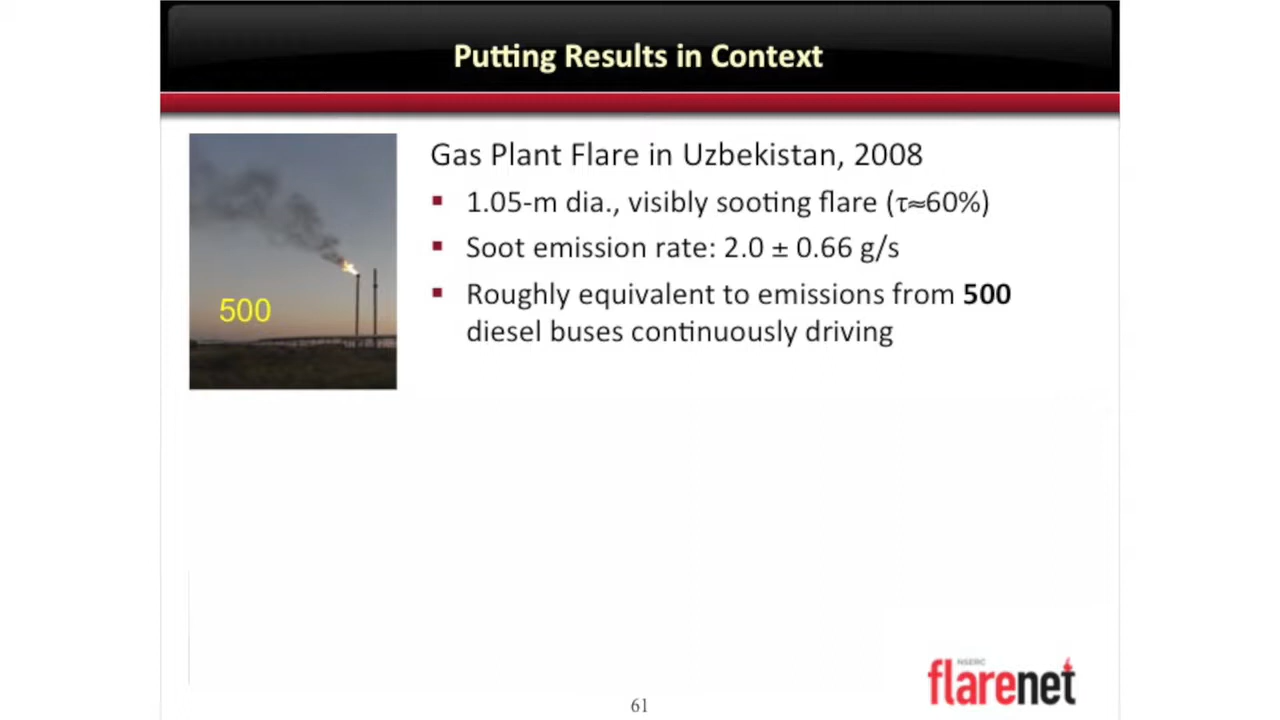 Putting Results in Context
Gas Plant Flare in Uzbekistan, 2008
▪ 1.05-m dia., visibly sooting flare (τ≈60%)
▪ Soot emission rate: 2.0 ± 0.66 g/s
▪ Roughly equivalent to emissions from 500
diesel buses continuously driving
500
NSERC
flarenet
61